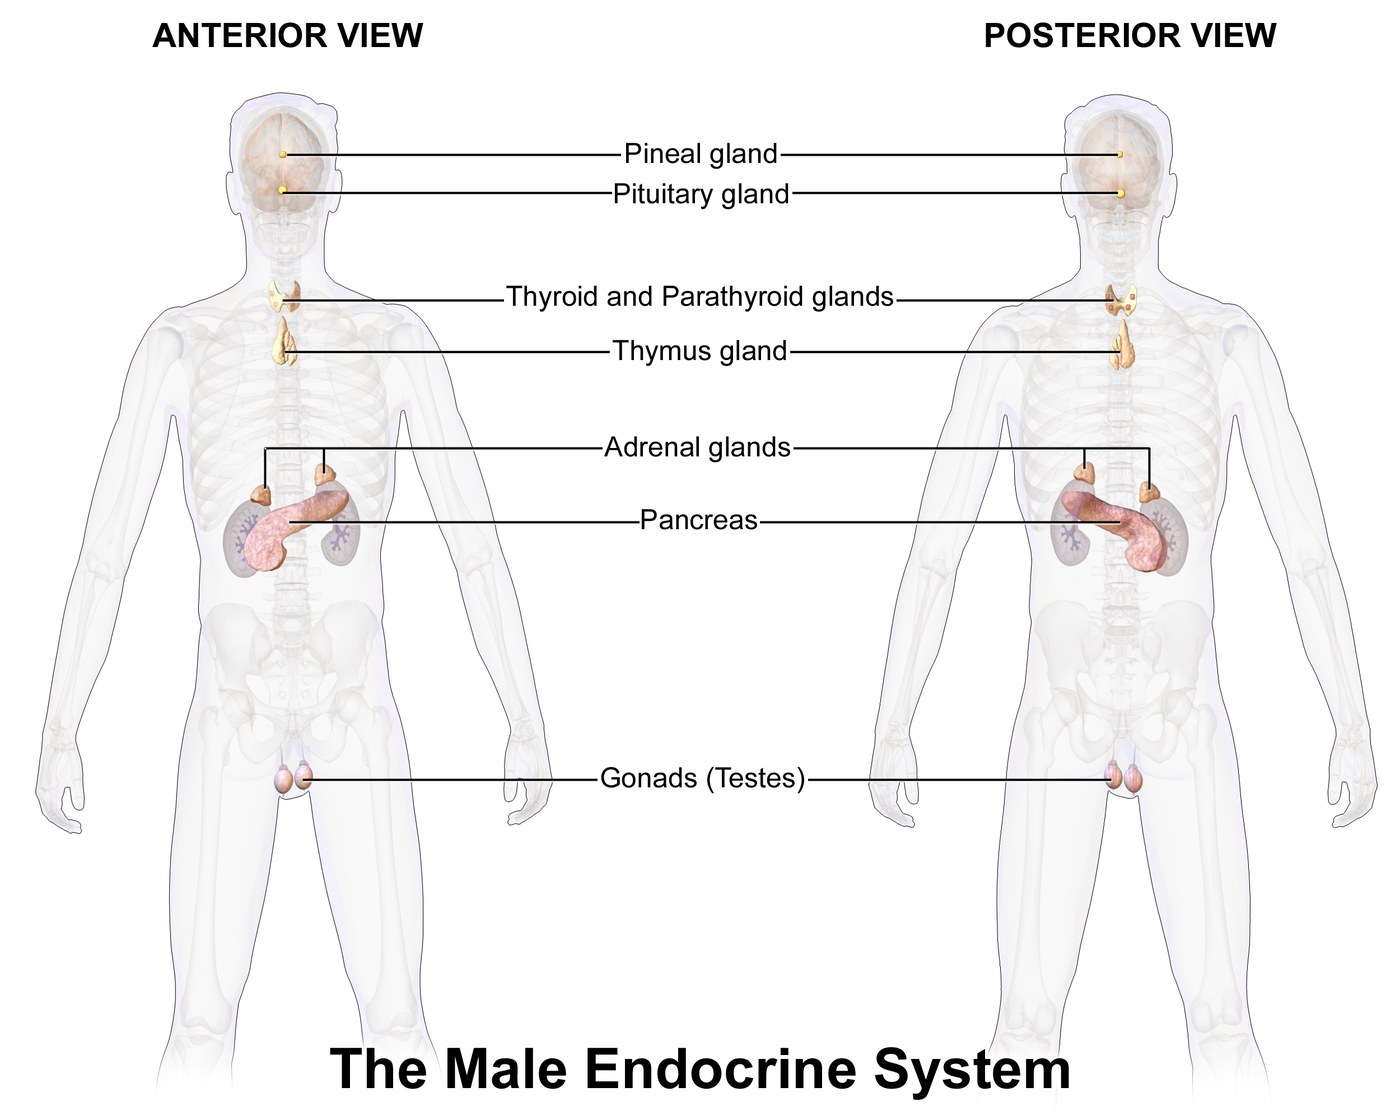 ANTERIOR VIEW
POSTERIOR VIEW
Pineal gland
Pituitary gland
Thyroid and Parathyroid glands
Thymus gland
Adrenal glands
Pancreas
Gonads (Testes)
The Male Endocrine System